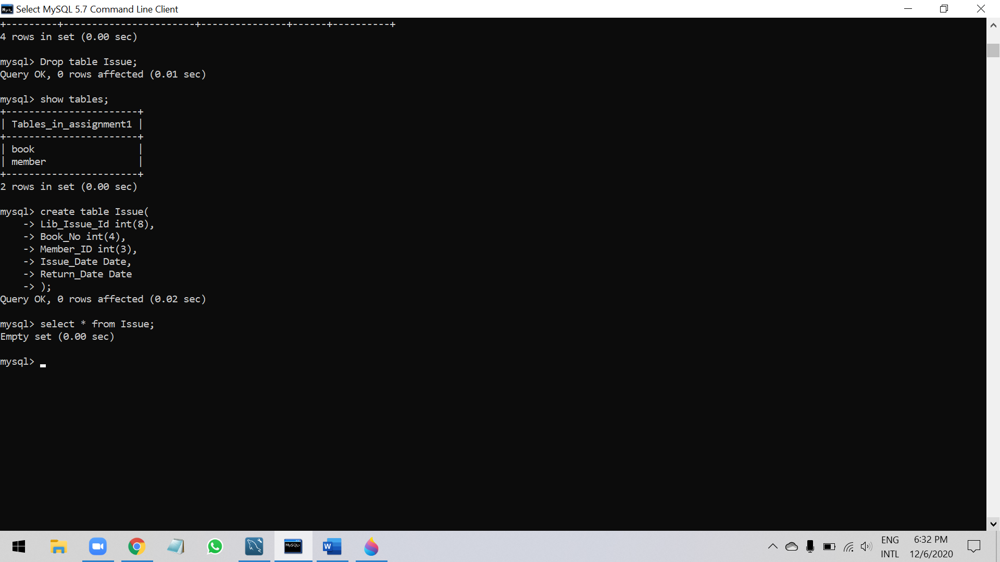 Select MySQL 5.7 Command Line Client
+---------+-----------------------+---------------+------+----------+
4 rows in set (0.00 sec)
mysql> Drop table Issue;
Query OK, 0 rows affected (0.01 sec)
mysql> show tables;
+-----------------------+
| Tables_in_assignment1 |
+-----------------------+
| book                  |
| member                |
+-----------------------+
2 rows in set (0.00 sec)
mysql> create table Issue(
    -> Lib_Issue_Id int(8),
    -> Book_No int(4),
    -> Member_ID int(3),
    -> Issue_Date Date,
    -> Return_Date Date
    -> );
Query OK, 0 rows affected (0.02 sec)
mysql> select * from Issue;
Empty set (0.00 sec)
mysql>
MySQL>
W
ENG
INTL
6:32 PM
12/6/2020